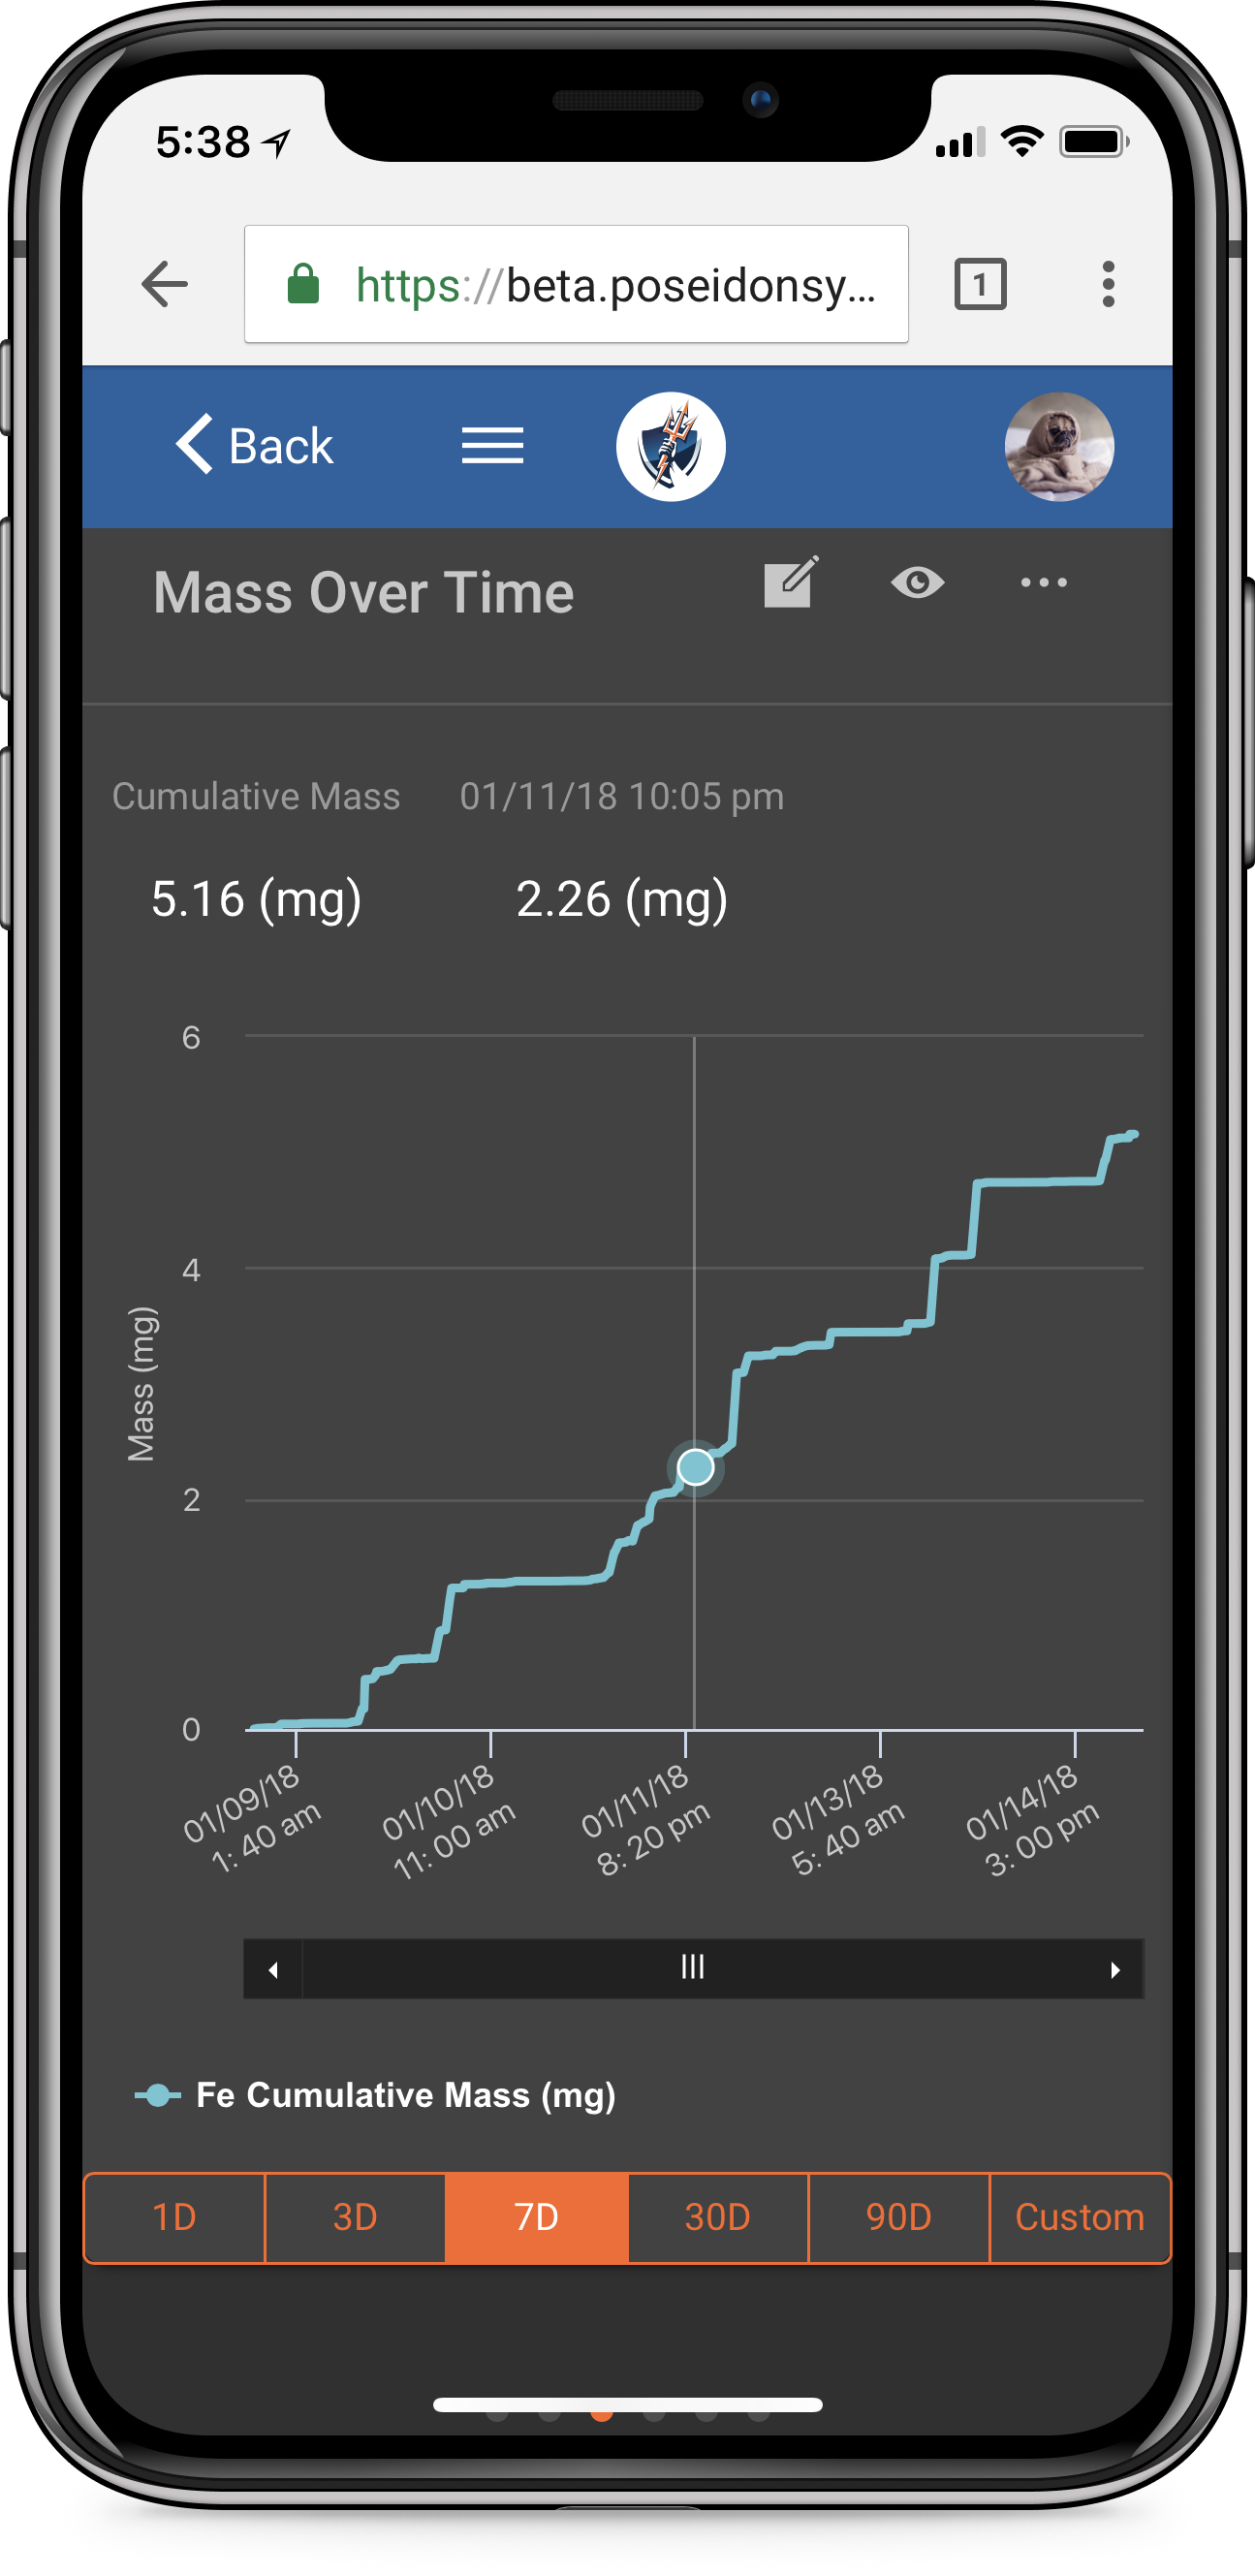 5:38
https://beta.poseidonsy...
1
Back
Mass Over Time
Cumulative Mass 01/11/18 10:05 pm
5.16 (mg) 2.26 (mg)
6
4
2
0
Mass (mg)
01/09/18
1: 40 am
01/10/18
11: 00 am
01/11/18
8: 20 pm
01/13/18
5: 40 am
01/14/18
3: 00 pm
Fe Cumulative Mass (mg)
1D 3D 7D 30D 90D Custom